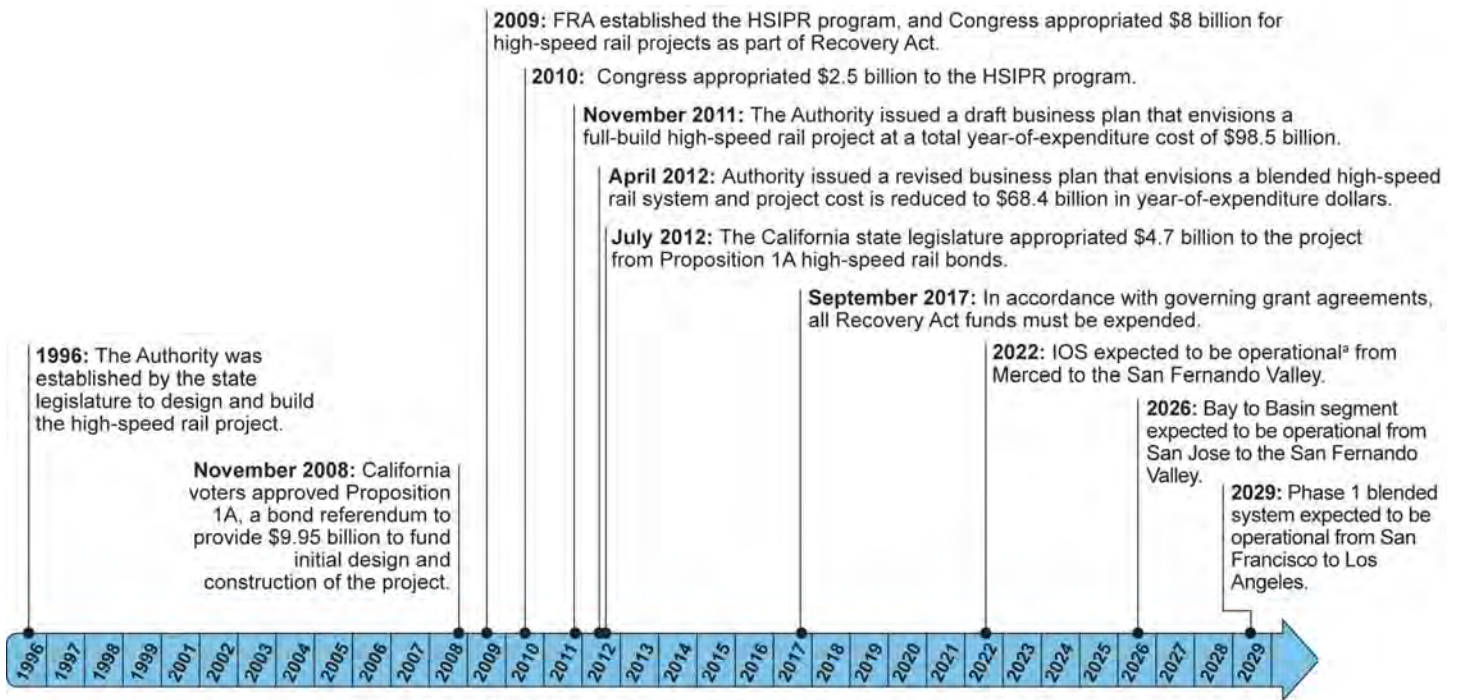 2009: FRA established the HSIPR program, and Congress appropriated $8 billion for
high-speed rail projects as part of Recovery Act.
2010: Congress appropriated $2.5 billion to the HSIPR program.
November 2011: The Authority issued a draft business plan that envisions a
full-build high-speed rail project at a total year-of-expenditure cost of $98.5 billion.
April 2012: Authority issued a revised business plan that envisions a blended high-speed
rail system and project cost is reduced to $68.4 billion in year-of-expenditure dollars.
July 2012: The California state legislature appropriated $4.7 billion to the project
from Proposition 1A high-speed rail bonds.
September 2017: In accordance with governing grant agreements,
all Recovery Act funds must be expended.
1996: The Authority was
established by the state
legislature to design and build
the high-speed rail project.
2022: IOS expected to be operationalª from
Merced to the San Fernando Valley.
2026: Bay to Basin segment
expected to be operational from
San Jose to the San Fernando
Valley.
November 2008: California
voters approved Proposition
1A, a bond referendum to
provide $9.95 billion to fund
initial design and
construction of the project.
2029: Phase 1 blended
system expected to be
operational from San
Francisco to Los
Angeles.
1996
1997
1998
1999
2001
2002
2003
2004
2005
2006
2007
2008
2009
2010
2011
2012
2013
2014
2015
2016
2017
2018
2019
2020
2021
2022
2023
2024
2025
2026
2027
2028
2029